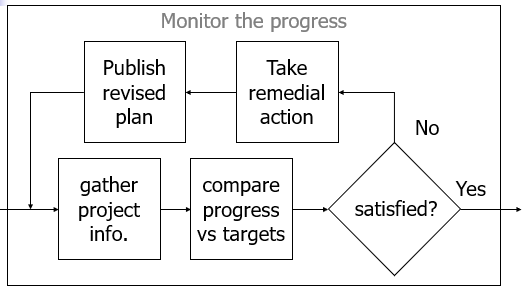 Monitor the progress
Publish
revised
plan
Take
remedial
action
No
gather
project
info.
compare
progress
vs targets
satisfied?
Yes